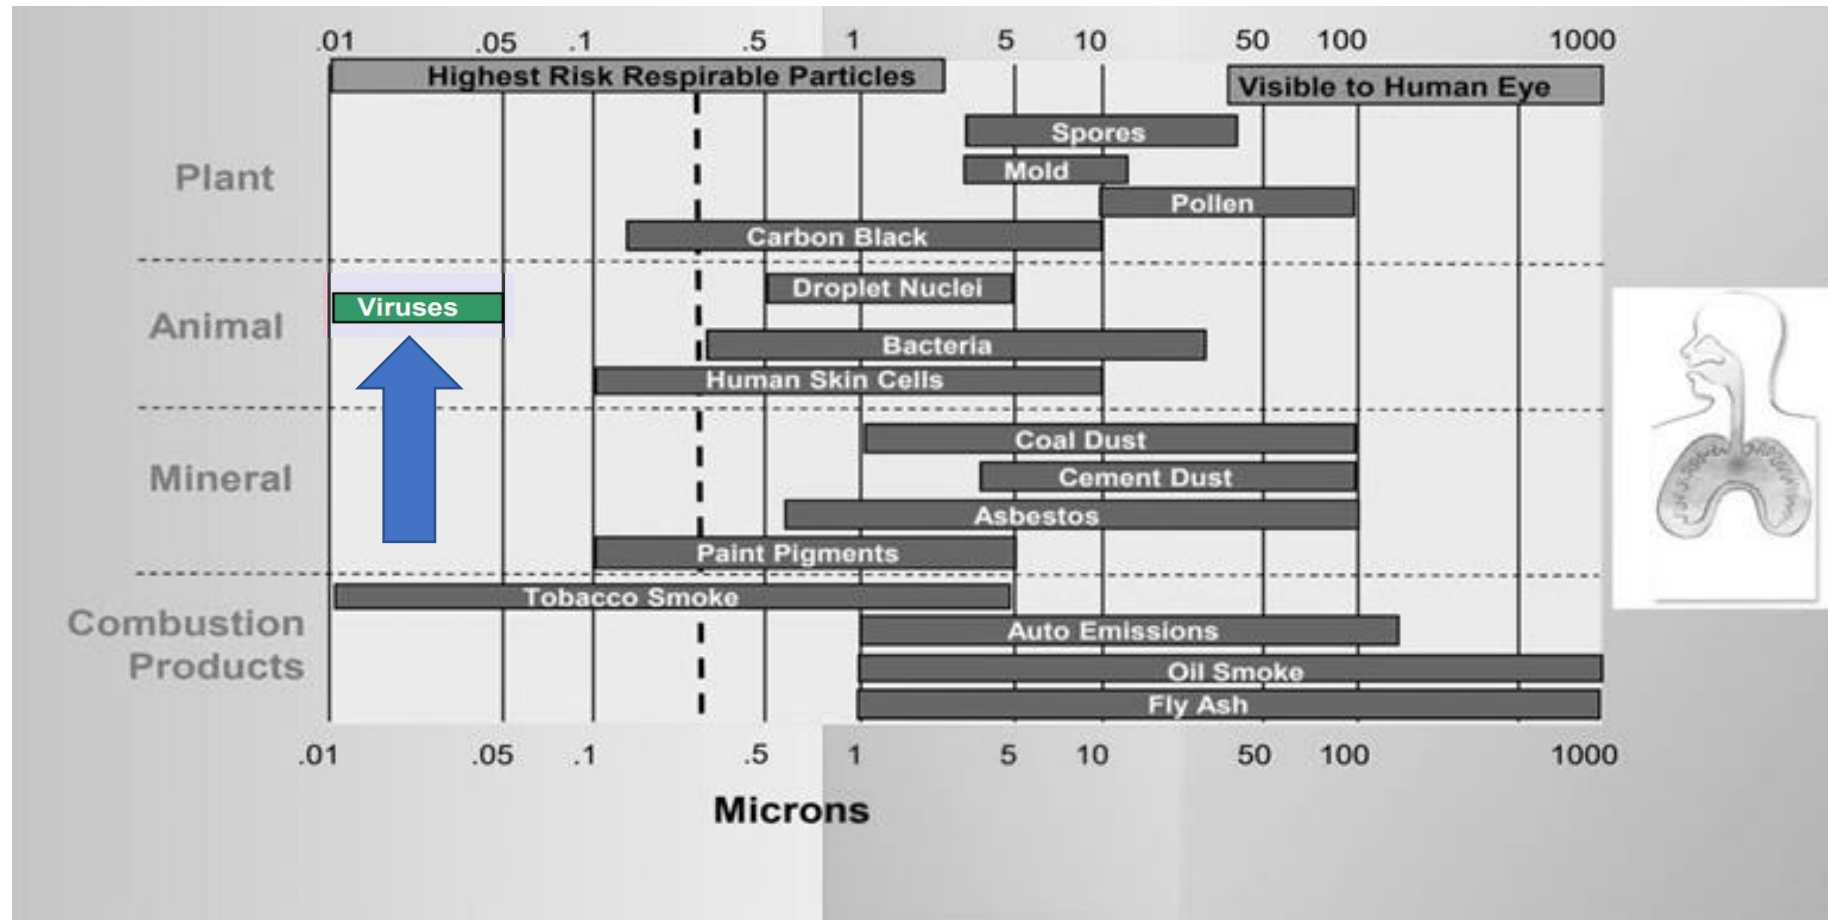 .01 .05 .1 .5 1 5 10 50 100 1000
Highest Risk Respirable Particles
Visible to Human Eye
Plant
Spores
Mold
Pollen
Carbon Black
Animal
Droplet Nuclei
Viruses
Bacteria
Human Skin Cells
Mineral
Coal Dust
Cement Dust
Asbestos
Paint Pigments
Combustion
Products
Tobacco Smoke
Auto Emissions
Oil Smoke
Fly Ash
.01 .05 .1 .5 1 5 10 50 100 1000
Microns